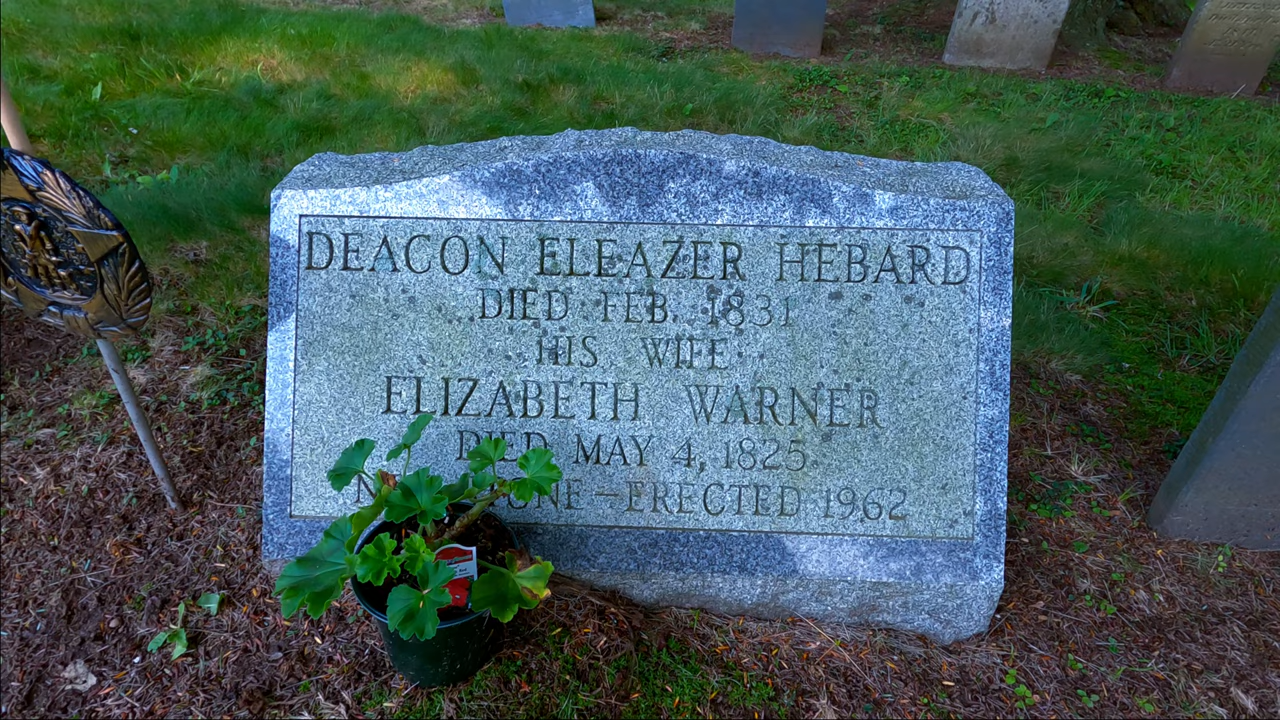 DEACON ELEAZER HEBARD
DIED FEB. 1831
HIS WIFE
ELIZABETH WARNER
DIED MAY 4, 1825
— ERECTED 1962